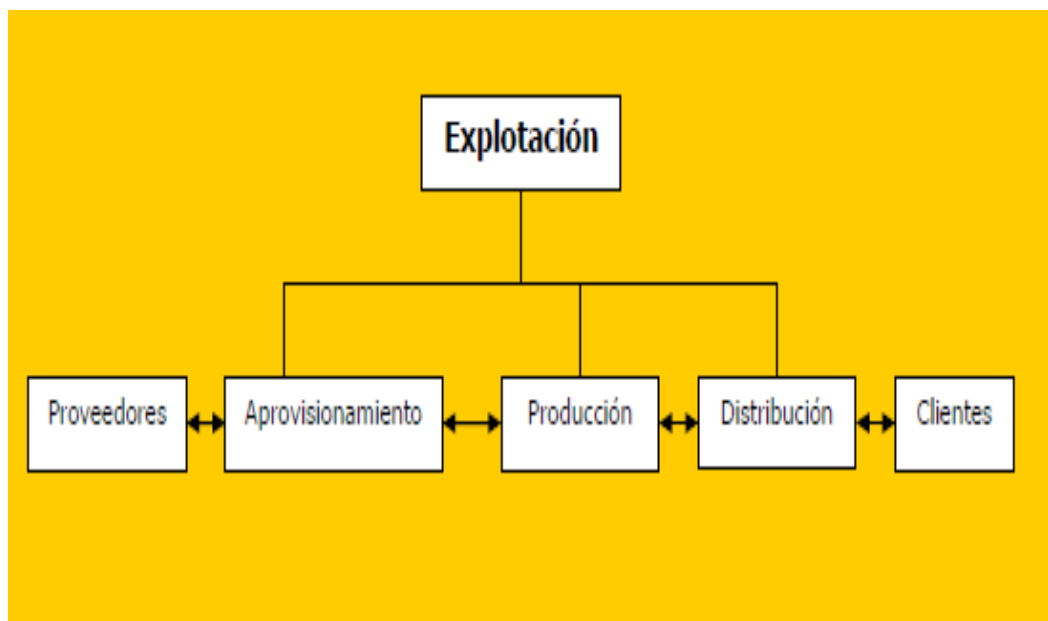 Explotación
Proveedores
Aprovisionamiento
Producción
Distribución
Clientes